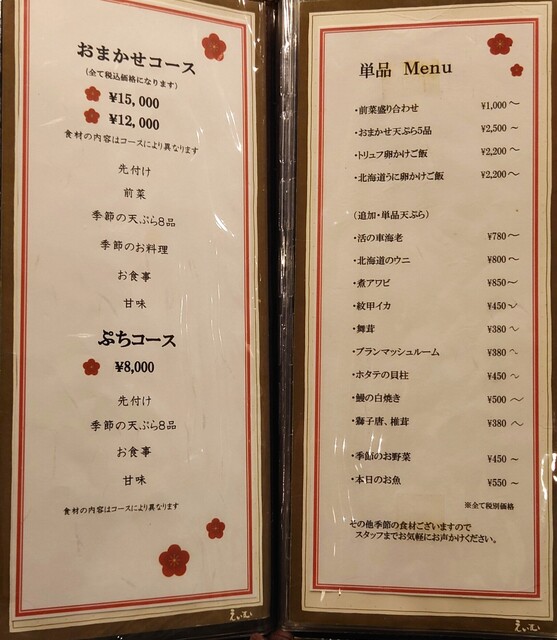 おまかせコース
(全て税込価格になります)
¥15,000
¥12,000
食材の内容はコースにより異なります
先付け
前菜
季節の天ぷら8品
季節のお料理
お食事
甘味
ぷちコース
¥8,000
先付け
季節の天ぷら8品
お食事
甘味
食材の内容はコースにより異なります
単品 Menu
・前菜盛り合わせ ¥1,000～
・おまかせ天ぷら5品 ¥2,500～
・トリュフ卵かけご飯 ¥2,200～
・北海道うに卵かけご飯 ¥2,200～
(追加・単品天ぷら)
・活の車海老 ¥780～
・北海道のウニ ¥800～
・煮アワビ ¥850～
・紋甲イカ ¥450～
・舞茸 ¥380～
・ブランマッシュルーム ¥380～
・ホタテの貝柱 ¥450～
・鰻の白焼き ¥500～
・獅子唐、椎茸 ¥380～
・季節のお野菜 ¥450～
・本日のお魚 ¥550～
※全て税別価格
その他季節の食材ございますので
スタッフまでお気軽にお声かけください。